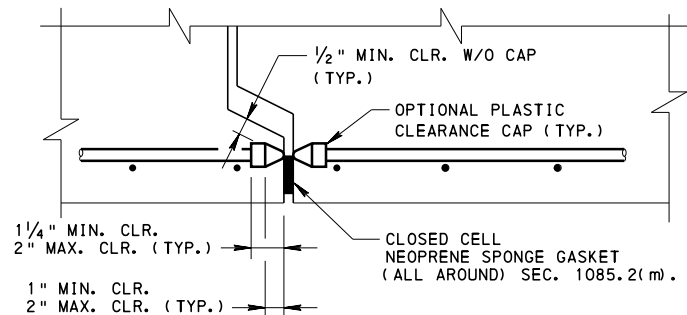 ½" MIN. CLR. W/O CAP
(TYP.)
OPTIONAL PLASTIC
CLEARANCE CAP (TYP.)
1¼" MIN. CLR.
2" MAX. CLR. (TYP.)
CLOSED CELL
NEOPRENE SPONGE GASKET
(ALL AROUND) SEC. 1085.2(m).
1" MIN. CLR.
2" MAX. CLR. (TYP.)